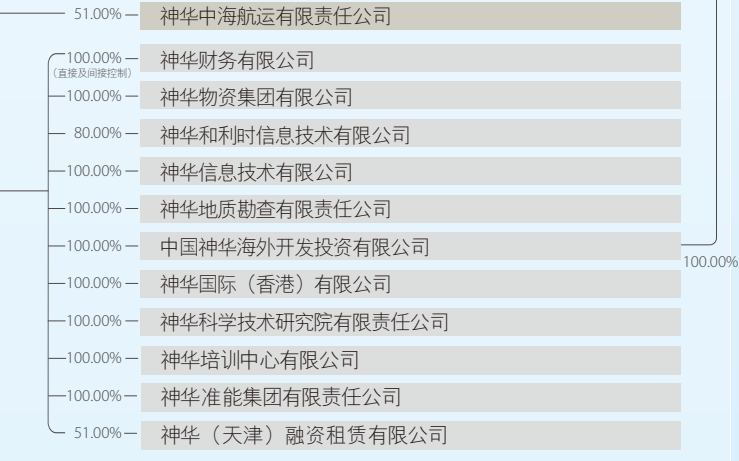 51.00% 神华中海航运有限责任公司
100.00% 神华财务有限公司
（直接及间接控制）
100.00% 神华物资集团有限公司
80.00% 神华和利时信息技术有限公司
100.00% 神华信息技术有限公司
100.00% 神华地质勘查有限责任公司
100.00% 中国神华海外开发投资有限公司
100.00%
100.00% 神华国际（香港）有限公司
100.00% 神华科学技术研究院有限责任公司
100.00% 神华培训中心有限公司
100.00% 神华准能集团有限责任公司
51.00% 神华（天津）融资租赁有限公司